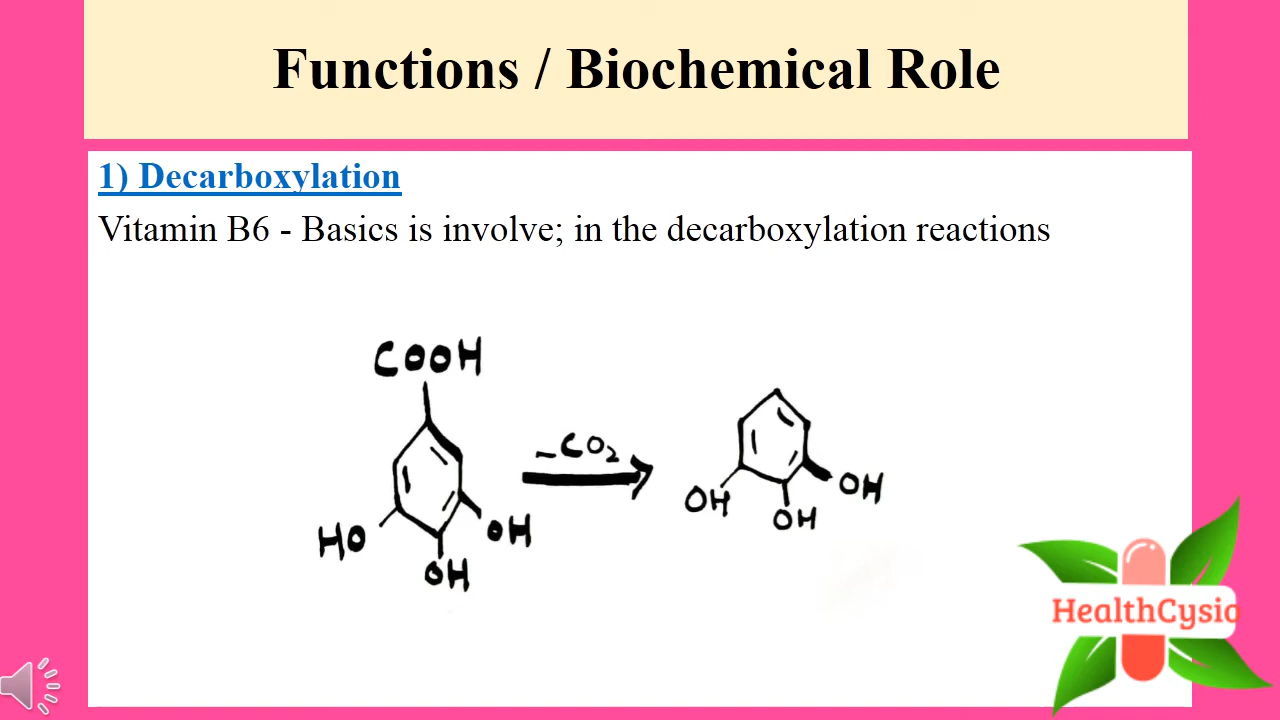 Functions / Biochemical Role
1) Decarboxylation
Vitamin B6 - Basics is involve; in the decarboxylation reactions
COOH
HO
OH
OH
-CO2
OH
OH
OH
HealthCysio